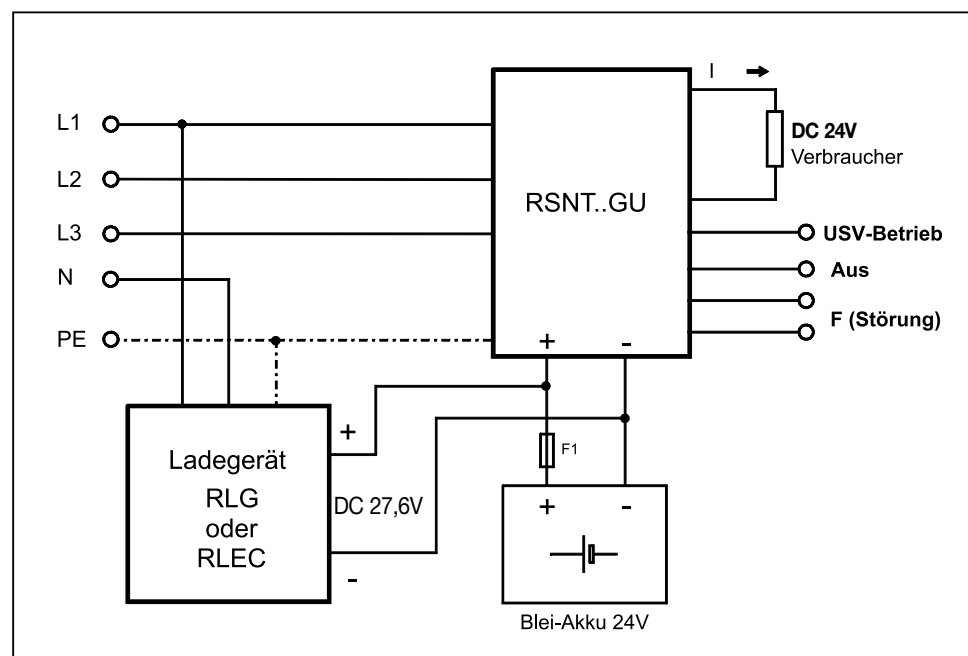 I
L1
DC 24V
Verbraucher
L2
RSNT..GU
L3
USV-Betrieb
N
Aus
F (Störung)
PE
+ -
+
Ladegerät
F1
RLG
DC 27,6V
+ -
oder
RLEC
-
Blei-Akku 24V